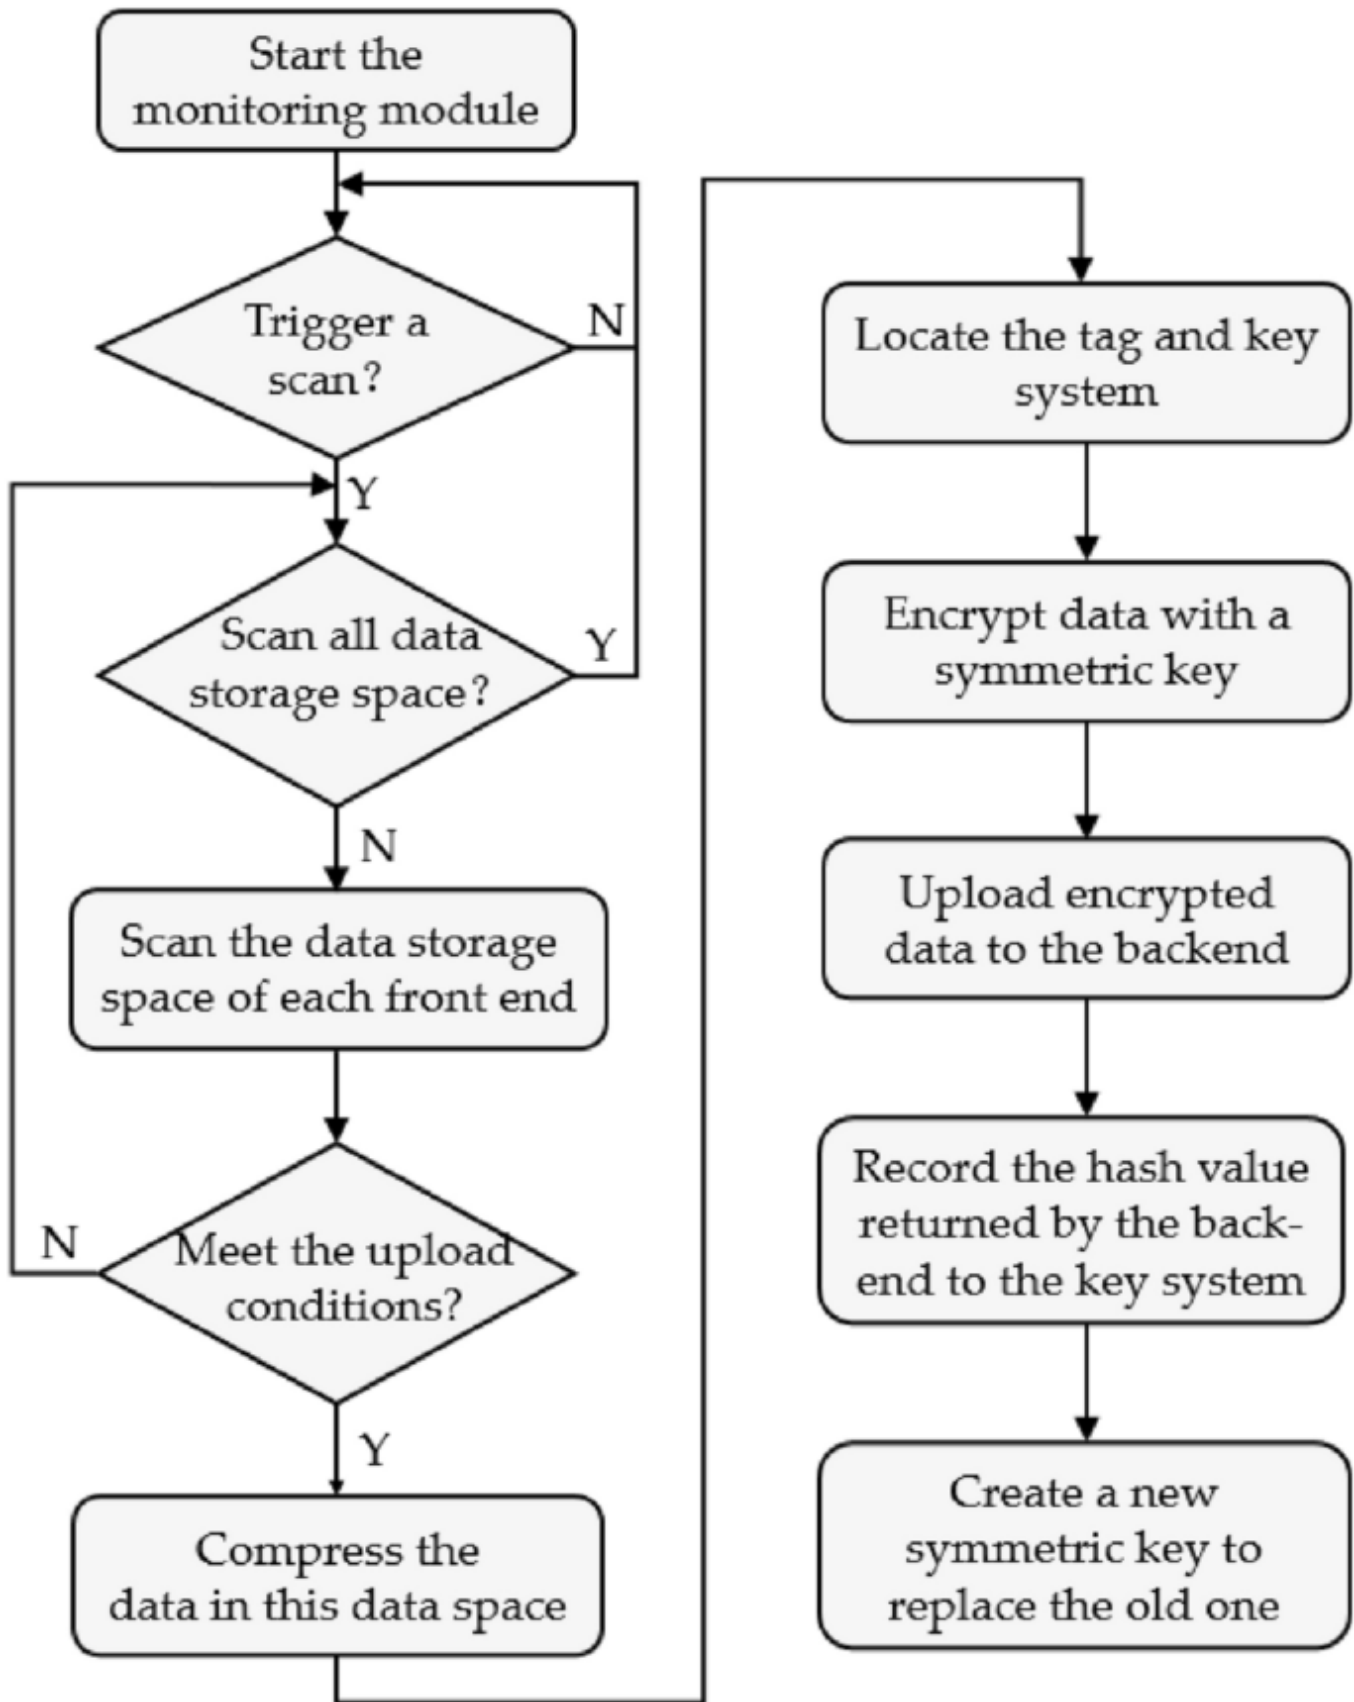 Start the
monitoring module
Trigger a
scan?
N
Y
Scan all data
storage space?
Y
N
Scan the data storage
space of each front end
Meet the upload
conditions?
N
Y
Compress the
data in this data space
Locate the tag and key
system
Encrypt data with a
symmetric key
Upload encrypted
data to the backend
Record the hash value
returned by the back-
end to the key system
Create a new
symmetric key to
replace the old one